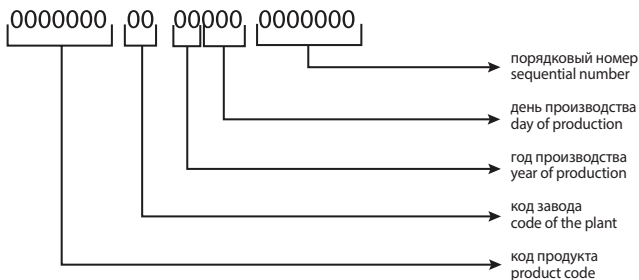 0000000 00 00000 0000000
порядковый номер
sequential number
день производства
day of production
год производства
year of production
код завода
code of the plant
код продукта
product code